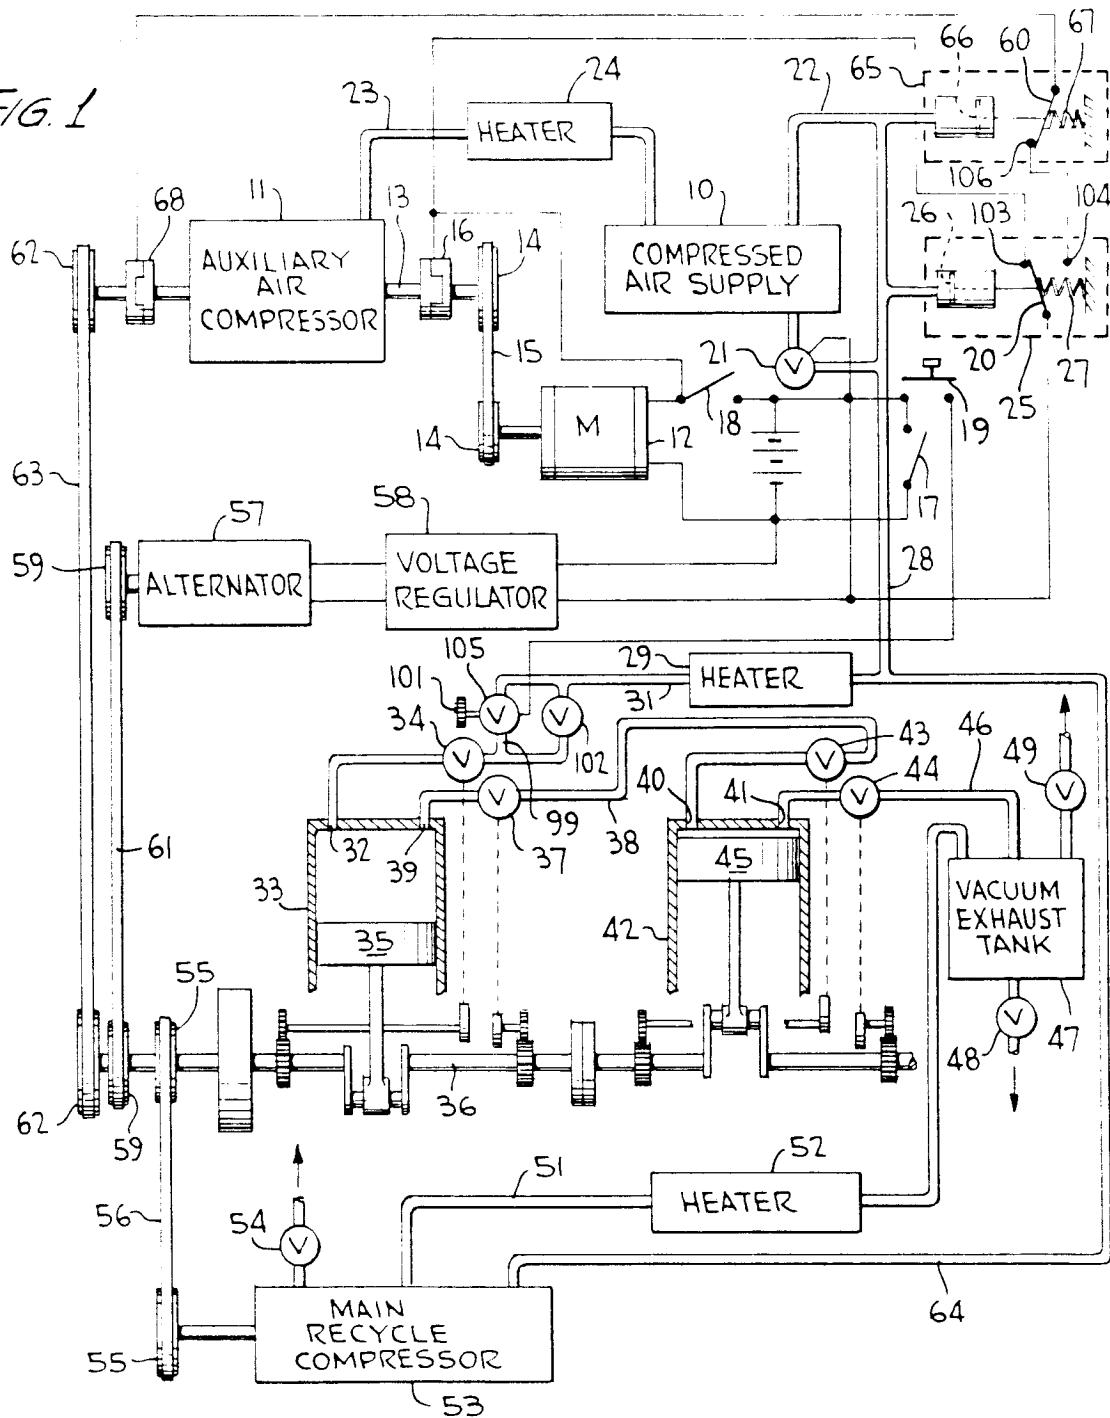 FIG. 1
23
24
HEATER
22
65
66
60
67
106
104
103
26
20
25
27
11
AUXILIARY
AIR
COMPRESSOR
68
62
13
16
14
10
COMPRESSED
AIR SUPPLY
15
21
V
18
19
17
14
M
12
63
57
ALTERNATOR
58
VOLTAGE
REGULATOR
59
28
105
101
V
34
V
V
102
29
HEATER
31
43
V
46
44
V
49
V
40
41
32
39
V
99
37
38
61
33
35
42
45
VACUUM
EXHAUST
TANK
47
48
V
55
36
62
59
56
54
V
51
52
HEATER
64
55
MAIN
RECYCLE
COMPRESSOR
53